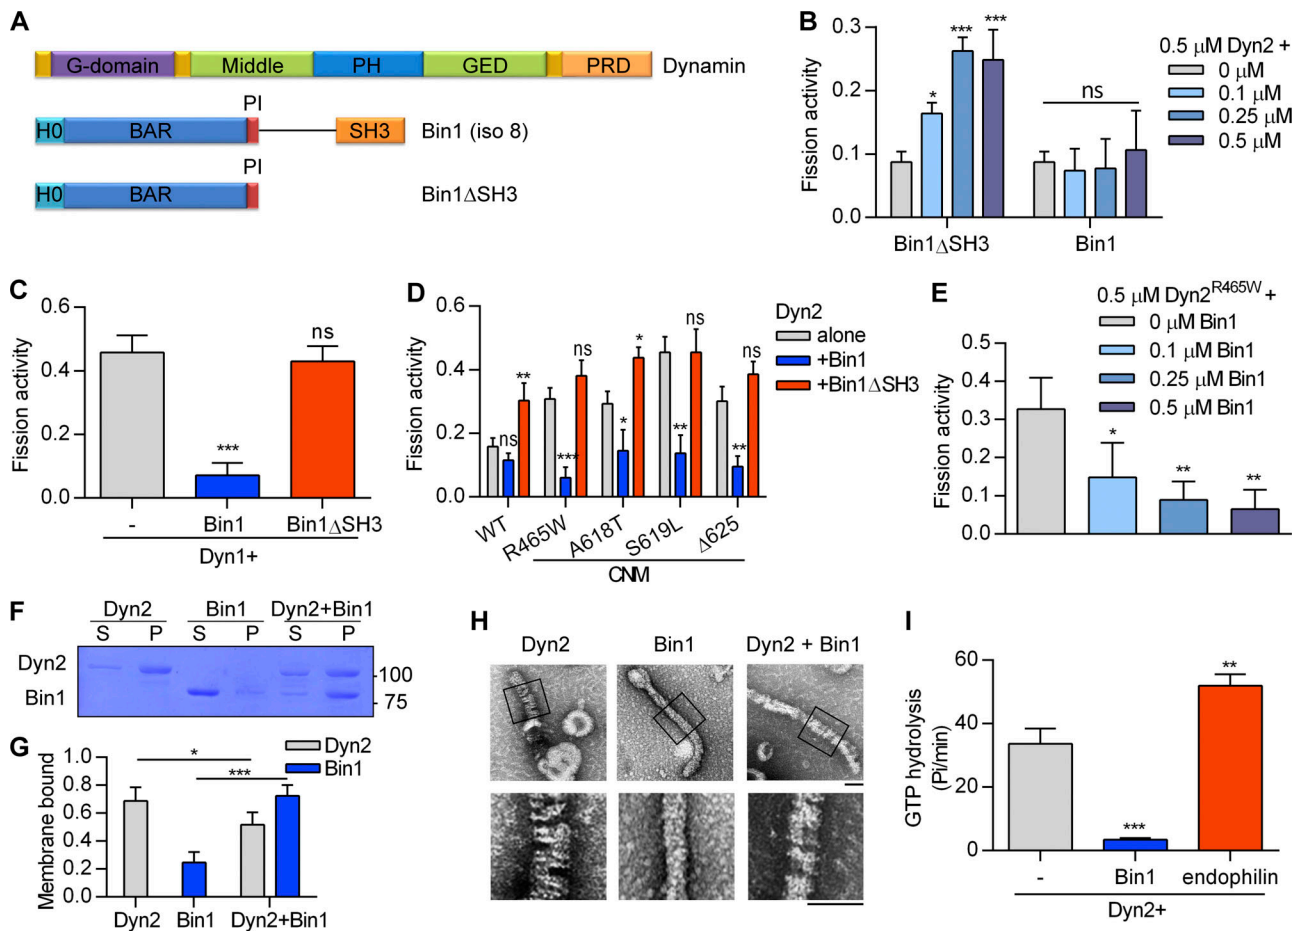 A
G-domain Middle PH GED PRD Dynamin
PI
H0 BAR SH3 Bin1 (iso 8)
PI
H0 BAR Bin1ΔSH3
B
Fission activity
0.3
0.2
0.1
0.0
* *** ***
ns
Bin1ΔSH3 Bin1
0.5 μM Dyn2 +
0 μM
0.1 μM
0.25 μM
0.5 μM
C
Fission activity
0.6
0.4
0.2
0.0
*** ns
- Bin1 Bin1ΔSH3
Dyn1+
D
Fission activity
0.6
0.4
0.2
0.0
Dyn2
alone
+Bin1
+Bin1ΔSH3
ns ** *** ns * * ** ns ** ns
WT R465W A618T S619L Δ625
CNM
E
0.5 μM Dyn2R465W +
0 μM Bin1
0.1 μM Bin1
0.25 μM Bin1
0.5 μM Bin1
Fission activity
0.5
0.4
0.3
0.2
0.1
0.0
* ** **
F
Dyn2 Bin1 Dyn2+Bin1
S P S P S P
Dyn2
Bin1
-100
- 75
G
Membrane bound
1.0
0.8
0.6
0.4
0.2
0.0
* ***
Dyn2
Bin1
Dyn2 Bin1 Dyn2+Bin1
H
Dyn2 Bin1 Dyn2 + Bin1
I
GTP hydrolysis
(Pi/min)
60
40
20
0
*** **
- Bin1 endophilin
Dyn2+